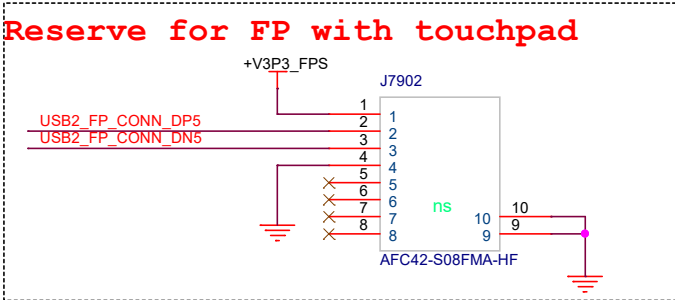 Reserve for FP with touchpad
+V3P3_FPS
J7902
1 1
USB2_FP_CONN_DP5 2 2
USB2_FP_CONN_DN5 3 3
4 4
5 5
6 6
7 7
8 8
ns
10 10
9 9
AFC42-S08FMA-HF